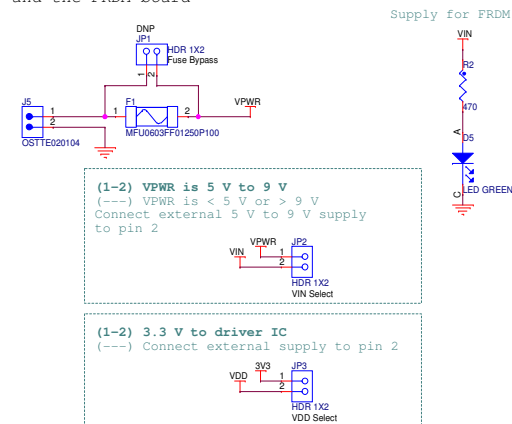 and the FRDM board
Supply for FRDM
DNP
JP1
HDR 1X2
Fuse Bypass
1
2
J5
1
2
OSTTE020104
F1
1
2
MFU0603FF01250P100
VPWR
VIN
R2
470
A
D5
C
LED GREEN
(1-2) VPWR is 5 V to 9 V
(---) VPWR is < 5 V or > 9 V
Connect external 5 V to 9 V supply
to pin 2
VPWR
VIN
1
2
JP2
HDR 1X2
VIN Select
(1-2) 3.3 V to driver IC
(---) Connect external supply to pin 2
3V3
VDD
1
2
JP3
HDR 1X2
VDD Select